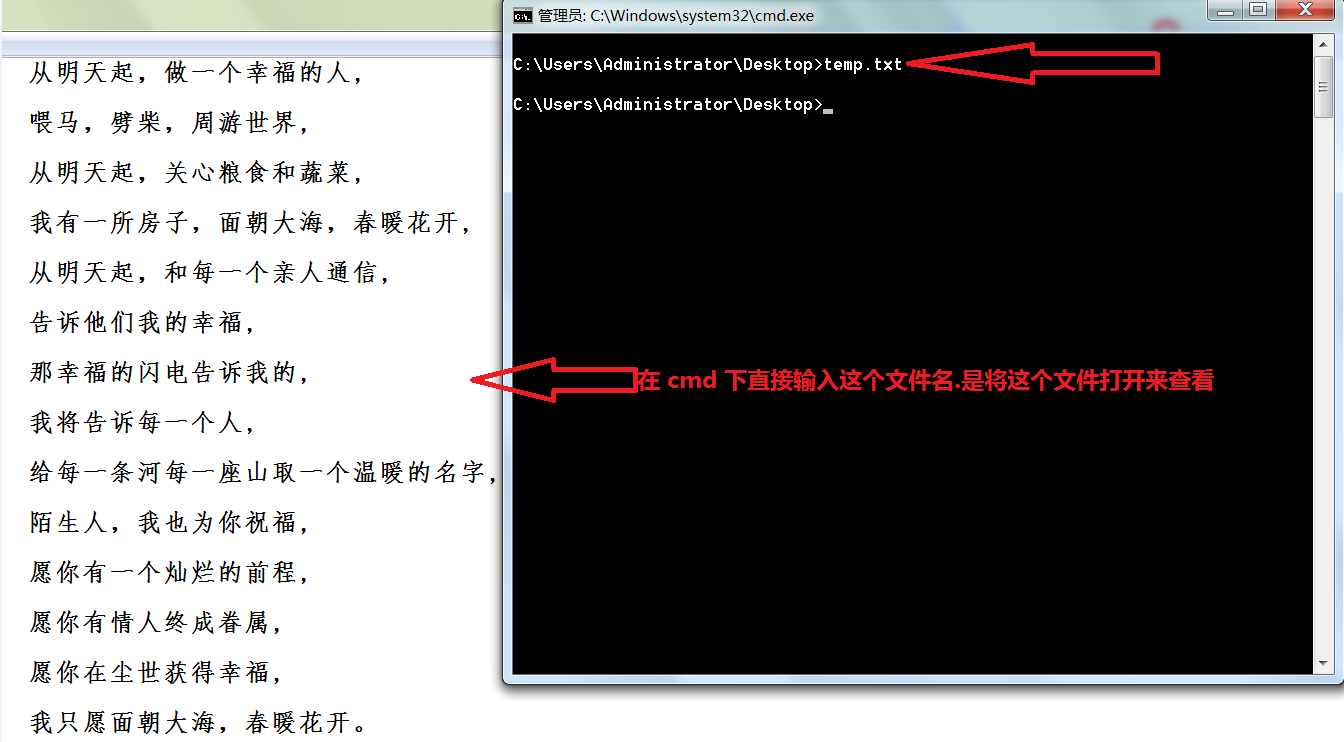 从明天起，做一个幸福的人，
喂马，劈柴，周游世界，
从明天起，关心粮食和蔬菜，
我有一所房子，面朝大海，春暖花开，
从明天起，和每一个亲人通信，
告诉他们我的幸福，
那幸福的闪电告诉我的，
我将告诉每一个人，
给每一条河每一座山取一个温暖的名字，
陌生人，我也为你祝福，
愿你有一个灿烂的前程，
愿你有情人终成眷属，
愿你在尘世获得幸福，
我只愿面朝大海，春暖花开。
管理员: C:\Windows\system32\cmd.exe
C:\Users\Administrator\Desktop>temp.txt
C:\Users\Administrator\Desktop>_
在 cmd 下直接输入这个文件名.是将这个文件打开来查看